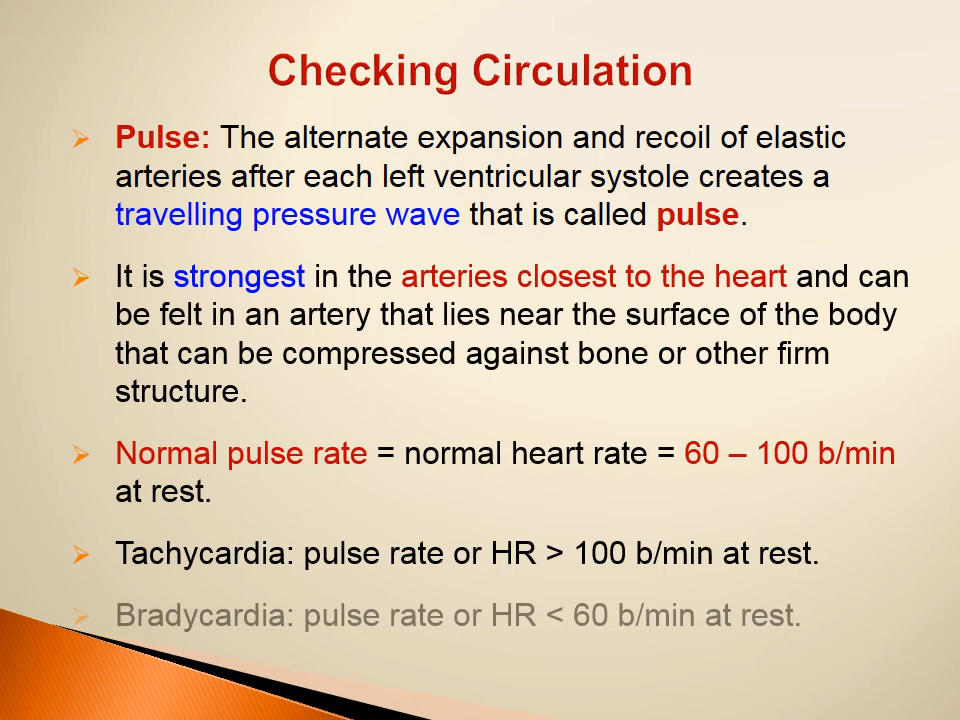 Checking Circulation
Pulse: The alternate expansion and recoil of elastic
arteries after each left ventricular systole creates a
travelling pressure wave that is called pulse.
It is strongest in the arteries closest to the heart and can
be felt in an artery that lies near the surface of the body
that can be compressed against bone or other firm
structure.
Normal pulse rate = normal heart rate = 60 – 100 b/min
at rest.
Tachycardia: pulse rate or HR > 100 b/min at rest.
Bradycardia: pulse rate or HR < 60 b/min at rest.